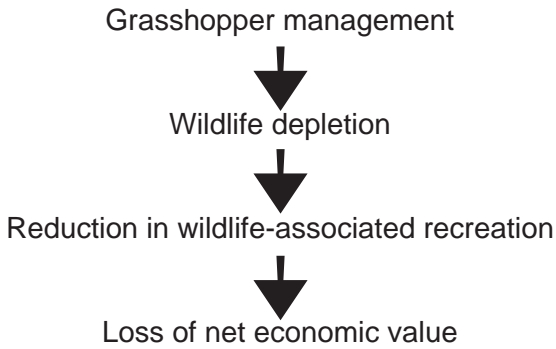 Grasshopper management
Wildlife depletion
Reduction in wildlife-associated recreation
Loss of net economic value